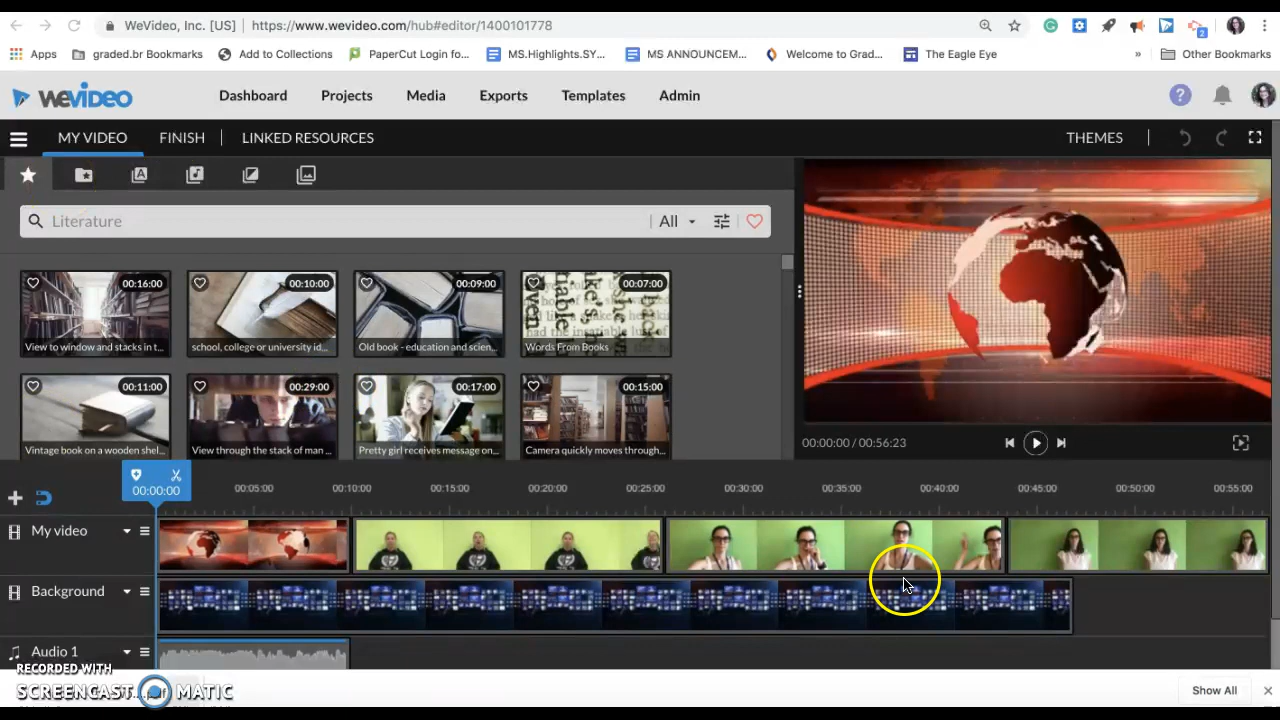 WeVideo, Inc. [US] | https://www.wevideo.com/hub#editor/1400101778
Apps graded.br Bookmarks Add to Collections PaperCut Login fo... MS.Highlights.SY... MS ANNOUNCEM... Welcome to Grad... The Eagle Eye » Other Bookmarks
WEVIDEO Dashboard Projects Media Exports Templates Admin ?
MY VIDEO FINISH LINKED RESOURCES THEMES
Literature All
00:16:00 00:10:00 00:09:00 00:07:00
View to window and stacks in t... school, college or university id... Old book - education and scien... Words From Books
00:11:00 00:29:00 00:17:00 00:15:00
Vintage book on a wooden shel... View through the stack of man ... Pretty girl receives message on... Camera quickly moves through...
00:00:00 / 00:56:23
00:00:00 00:05:00 00:10:00 00:15:00 00:20:00 00:25:00 00:30:00 00:35:00 00:40:00 00:45:00 00:50:00 00:55:00
My video
Background
Audio 1
RECORDED WITH
SCREENCAST MATIC
Show All